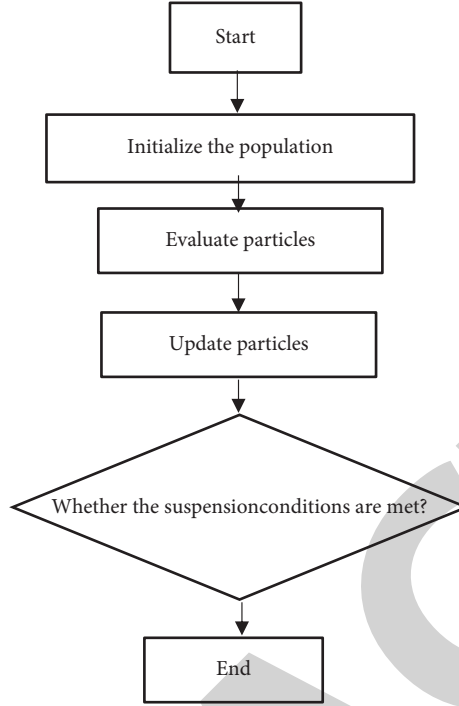 Start
Initialize the population
Evaluate particles
Update particles
Whether the suspensionconditions are met?
End